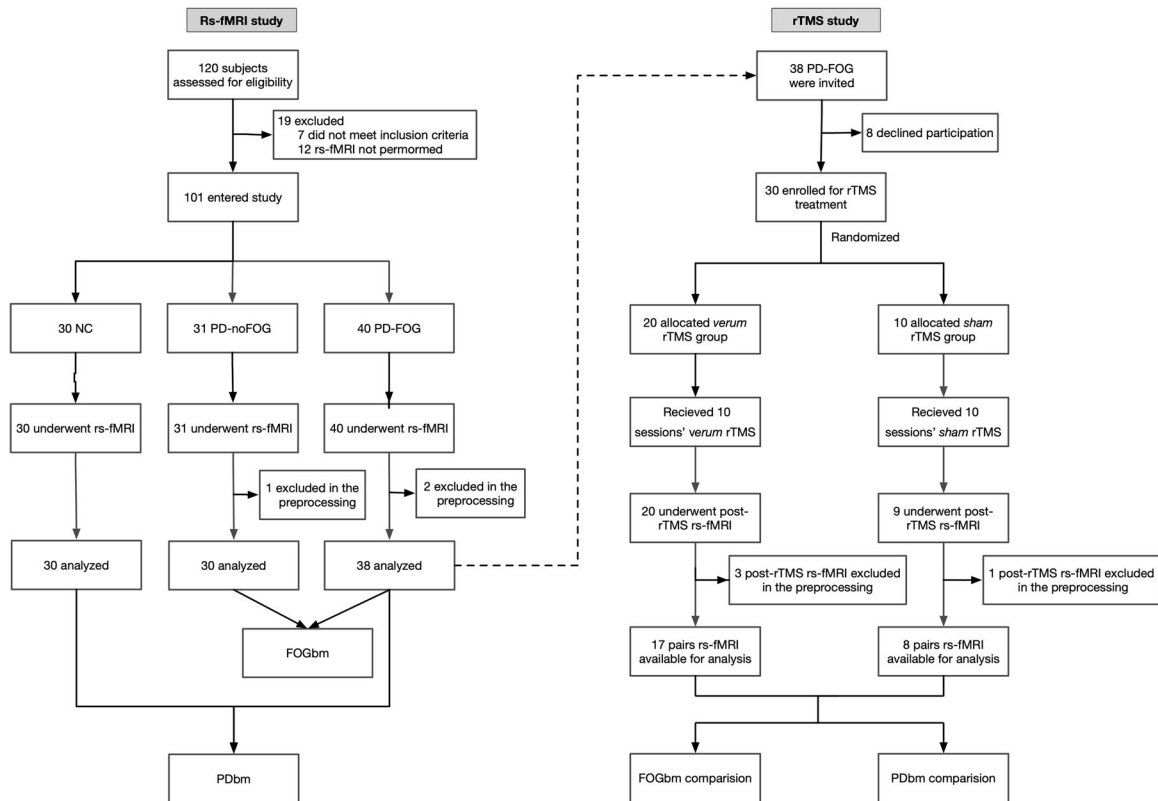 Rs-fMRI study
120 subjects
assessed for eligibility
19 excluded
7 did not meet inclusion criteria
12 rs-fMRI not permormed
101 entered study
30 NC
31 PD-noFOG
40 PD-FOG
30 underwent rs-fMRI
31 underwent rs-fMRI
40 underwent rs-fMRI
1 excluded in the
preprocessing
2 excluded in the
preprocessing
30 analyzed
30 analyzed
38 analyzed
FOGbm
PDbm
rTMS study
38 PD-FOG
were invited
8 declined participation
30 enrolled for rTMS
treatment
Randomized
20 allocated verum
rTMS group
10 allocated sham
rTMS group
Recieved 10
sessions' verum rTMS
Recieved 10
sessions' sham rTMS
20 underwent post-
rTMS rs-fMRI
9 underwent post-
rTMS rs-fMRI
3 post-rTMS rs-fMRI excluded
in the preprocessing
1 post-rTMS rs-fMRI excluded
in the preprocessing
17 pairs rs-fMRI
available for analysis
8 pairs rs-fMRI
available for analysis
FOGbm comparision
PDbm comparision